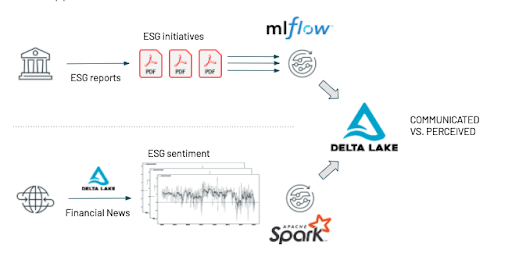 mlflow
ESG initiatives
PDF PDF PDF
ESG reports
COMMUNICATED
VS. PERCEIVED
DELTA LAKE
ESG sentiment
DELTA LAKE
Financial News
APACHE
Spark